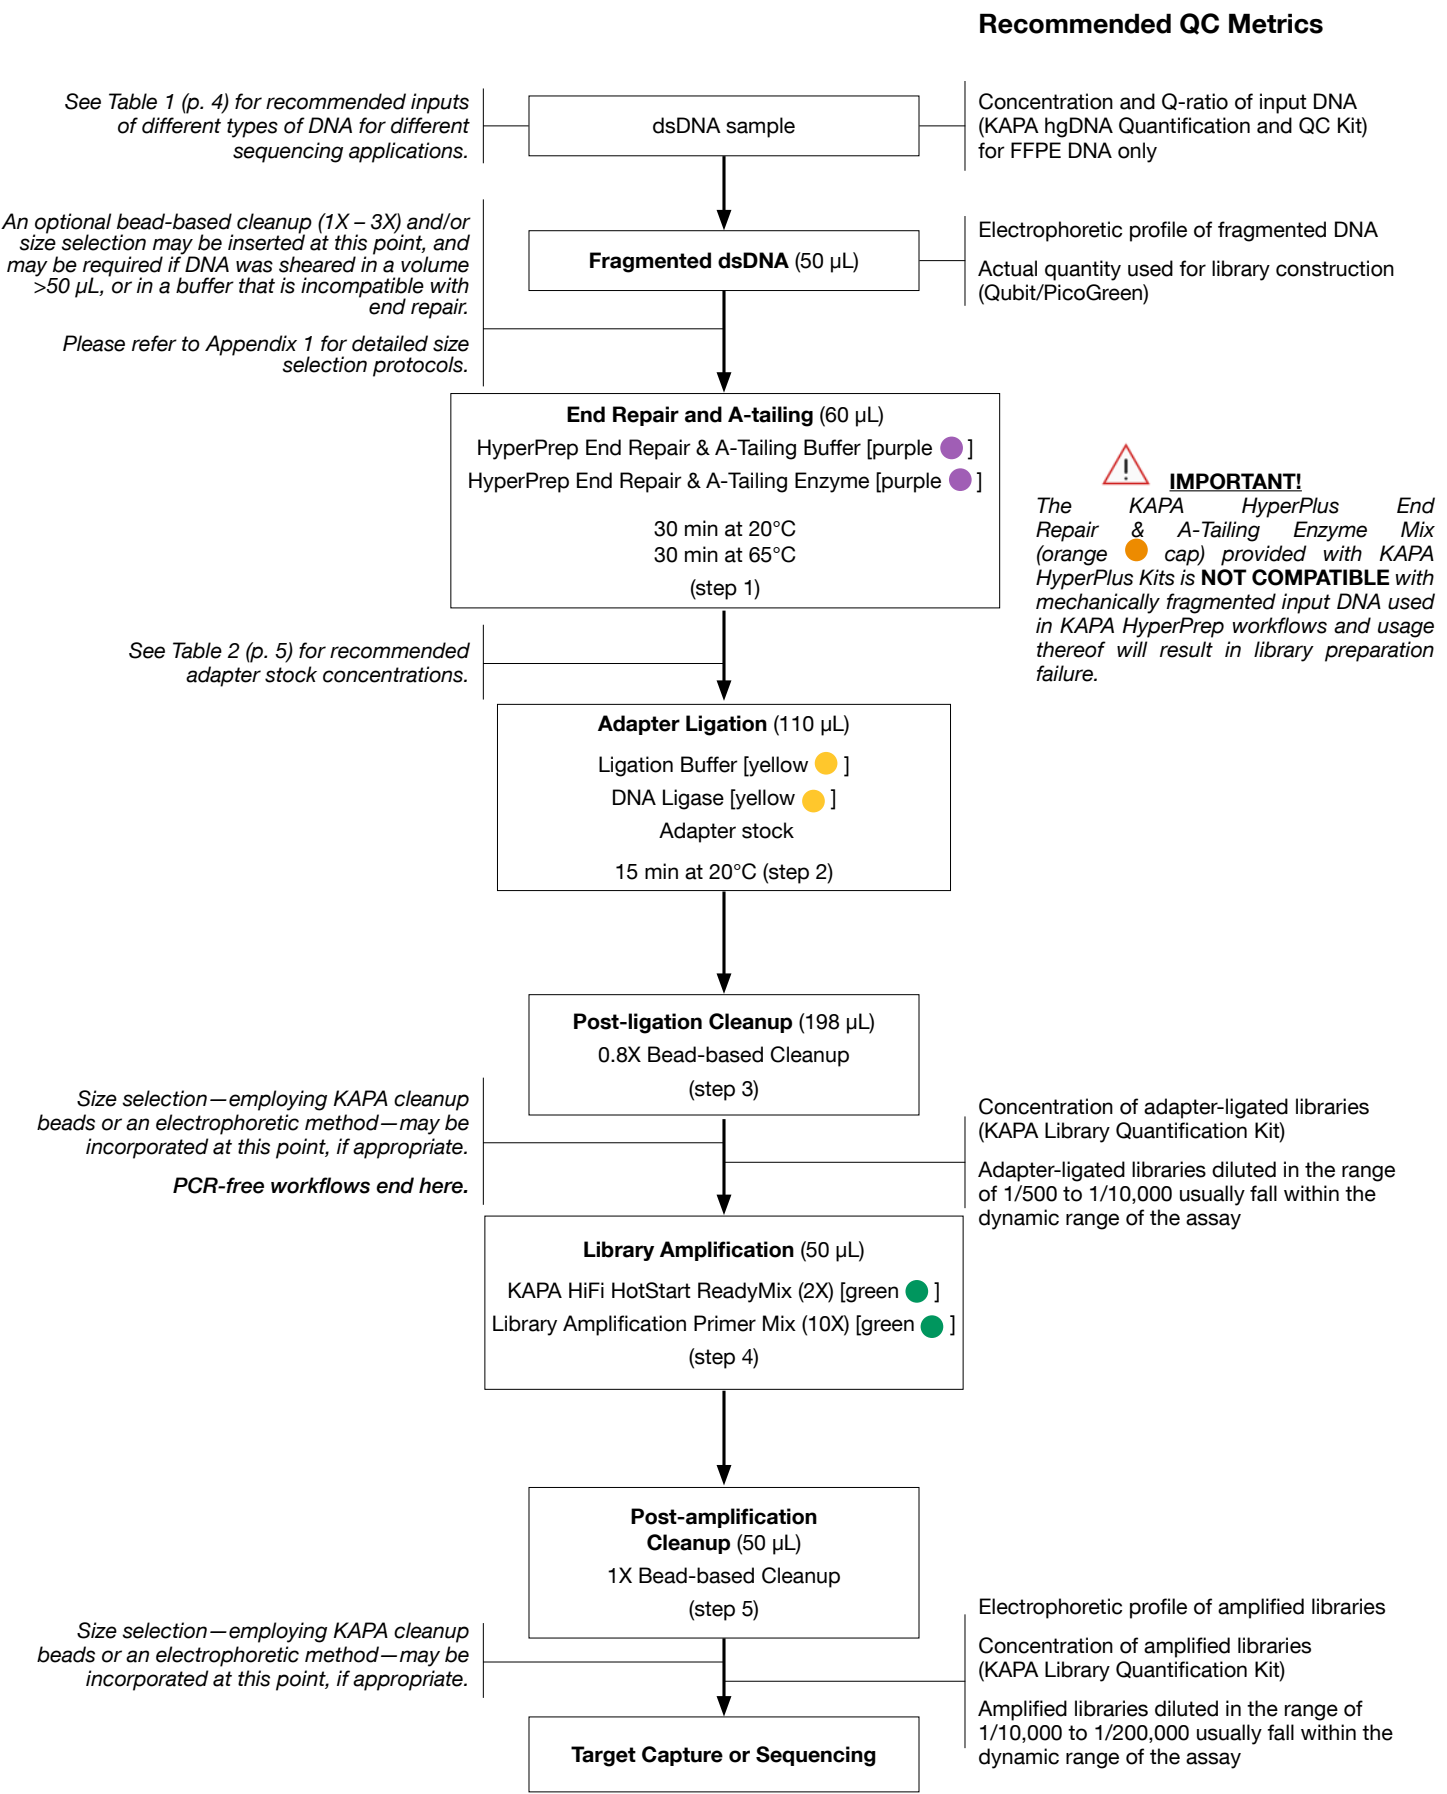 Recommended QC Metrics
See Table 1 (p. 4) for recommended inputs
of different types of DNA for different
sequencing applications.
dsDNA sample
Concentration and Q-ratio of input DNA
(KAPA hgDNA Quantification and QC Kit)
for FFPE DNA only
An optional bead-based cleanup (1X – 3X) and/or
size selection may be inserted at this point, and
may be required if DNA was sheared in a volume
>50 µL, or in a buffer that is incompatible with
end repair.
Please refer to Appendix 1 for detailed size
selection protocols.
Fragmented dsDNA (50 µL)
Electrophoretic profile of fragmented DNA
Actual quantity used for library construction
(Qubit/PicoGreen)
End Repair and A-tailing (60 µL)
HyperPrep End Repair & A-Tailing Buffer [purple ]
HyperPrep End Repair & A-Tailing Enzyme [purple ]
30 min at 20°C
30 min at 65°C
(step 1)
!
IMPORTANT!
The KAPA HyperPlus End
Repair & A-Tailing Enzyme Mix
(orange cap) provided with KAPA
HyperPlus Kits is NOT COMPATIBLE with
mechanically fragmented input DNA used
in KAPA HyperPrep workflows and usage
thereof will result in library preparation
failure.
See Table 2 (p. 5) for recommended
adapter stock concentrations.
Adapter Ligation (110 µL)
Ligation Buffer [yellow ]
DNA Ligase [yellow ]
Adapter stock
15 min at 20°C (step 2)
Post-ligation Cleanup (198 µL)
0.8X Bead-based Cleanup
(step 3)
Size selection—employing KAPA cleanup
beads or an electrophoretic method—may be
incorporated at this point, if appropriate.
PCR-free workflows end here.
Concentration of adapter-ligated libraries
(KAPA Library Quantification Kit)
Adapter-ligated libraries diluted in the range
of 1/500 to 1/10,000 usually fall within the
dynamic range of the assay
Library Amplification (50 µL)
KAPA HiFi HotStart ReadyMix (2X) [green ]
Library Amplification Primer Mix (10X) [green ]
(step 4)
Post-amplification
Cleanup (50 µL)
1X Bead-based Cleanup
(step 5)
Size selection—employing KAPA cleanup
beads or an electrophoretic method—may be
incorporated at this point, if appropriate.
Electrophoretic profile of amplified libraries
Concentration of amplified libraries
(KAPA Library Quantification Kit)
Amplified libraries diluted in the range of
1/10,000 to 1/200,000 usually fall within the
dynamic range of the assay
Target Capture or Sequencing